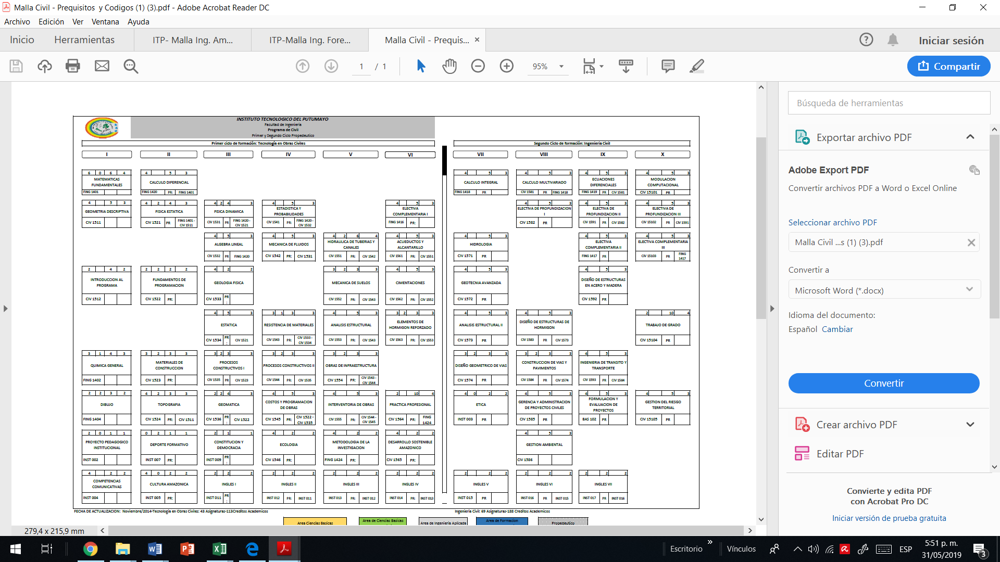 Malla Civil - Prequisitos  y Codigos (1) (3).pdf - Adobe Acrobat Reader DC
Archivo Edición Ver Ventana Ayuda
Inicio Herramientas ITP- Malla Ing. Am... ITP-Malla Ing. Fore... Malla Civil - Prequis... Iniciar sesión
1 / 1 95% Compartir
INSTITUTO TECNOLOGICO DEL PUTUMAYO
Facultad de Ingenieria
Programa de Civil
Primer y Segundo Ciclo Propedeutico
Primer ciclo de formación: Tecnología en Obras Civiles Segundo Ciclo de formación: Ingenieria Civil
I II III IV V VI VII VIII IX X
6 0 6 4 4 5 3 4 5 3 4 5 3 4 5 3 4 5 3
MATEMATICAS FUNDAMENTALES CALCULO DIFERENCIAL CALCULO INTEGRAL CALCULO MULTIVARIADO ECUACIONES DIFERENCIALES MODULACION COMPUTACIONAL
FING 1401 FING 1420 PR: FING 1401 FING 1418 PR CIV 1581 PR FING 1418 FING 1419 PR CIV 1581 CIV 15101 PR
4 5 3 4 2 4 3 4 2 4 3 4 5 3 4 5 3 4 5 3 4 5 3 4 5 3
GEOMETRIA DESCRIPTIVA FISICA ESTATICA FISICA DINAMICA ESTADISTICA Y PROBABILIDADES ELECTIVA COMPLEMENTARIA I ELECTIVA DE PROFUNDIZACION I ELECTIVA DE PROFUNDIZACION II ELECTIVA DE PROFUNDIZACION III
CIV 1511 CIV 1521 PR FING 1401 - CIV 1511 CIV 1531 PR FING 1420 - CIV 1521 CIV 1541 PR: FING 1420 - CIV 1532 FING 1416 PR: CIV 1582 PR CIV 1591 PR CIV 1582 CIV 15102 PR CIV 1591
4 5 3 4 5 3 4 2 6 4 4 5 3 4 5 3 4 5 3 4 5 3
ALGEBRA LINEAL MECANICA DE FLUIDOS HIDRAULICA DE TUBERIAS Y CANALES ACUEDUCTOS Y ALCANTARILLO HIDROLOGIA ELECTIVA COMPLEMENTARIA II ELECTIVA COMPLEMENTARIA III
CIV 1532 PR FING 1420 CIV 1542 PR: CIV 1531 CIV 1551 PR: CIV 1542 CIV 1561 PR: CIV 1551 CIV 1571 PR FING 1417 PR CIV 15103 PR FING 1417
2 4 2 2 2 2 2 4 2 2 3 2 3 3 4 5 3 4 5 3 4 5 3
INTRODUCCION AL PROGRAMA FUNDAMENTOS DE PROGRAMACION GEOLOGIA FISICA MECANICA DE SUELOS CIMENTACIONES GEOTECNIA AVANZADA DISEÑO DE ESTRUCTURAS EN ACERO Y MADERA
CIV 1512 CIV 1522 PR: CIV 1533 PR : CIV 1552 PR: CIV 1543 CIV 1562 PR: CIV 1552 CIV 1572 PR CIV 1592 PR
4 5 3 3 1 3 3 4 5 3 3 2 3 3 4 5 3 4 5 3 2 10 4
ESTATICA RESISTENCIA DE MATERIALES ANALISIS ESTRUCTURAL ELEMENTOS DE HORMIGON REFORZADO ANALISIS ESTRUCTURAL II DISEÑO DE ESTRUCTURAS DE HORMIGON TRABAJO DE GRADO
CIV 1534 PR : CIV 1521 CIV 1543 PR: CIV 1533 - CIV 1534 CIV 1553 PR: CIV 1543 CIV 1563 PR: CIV 1553 CIV 1573 PR CIV 1583 PR CIV 1573 CIV 15104 PR
3 1 4 3 3 2 3 3 3 2 3 3 3 2 3 3 3 2 3 3 3 2 3 3 3 2 3 3 4 5 3
QUIMICA GENERAL MATERIALES DE CONSTRUCCION PROCESOS CONSTRUCTIVOS I PROCESOS CONSTRUCTIVOS II OBRAS DE INFRAESTRUCTURA DISEÑO GEOMETRICO DE VIAS CONSTRUCCION DE VIAS Y PAVIMENTOS INGENIERIA DE TRANSITO Y TRANSPORTE
FING 1402 CIV 1523 PR: CIV 1535 PR CIV 1523 CIV 1544 PR: CIV 1535 CIV 1554 PR: CIV 1543 - CIV 1544 CIV 1574 PR CIV 1584 PR CIV 1574 CIV 1593 PR CIV 1584
2 2 3 2 4 2 3 3 2 2 4 3 4 5 3 4 5 3 2 10 4 4 0 2 2 4 5 3 4 5 3 4 5 3
DIBUJO TOPOGRAFIA GEOMATICA COSTOS Y PROGRAMACION DE OBRAS INTERVENTORIA DE OBRAS PRACTICA PROFESIONAL ETICA GERENCIA Y ADMINISTRACION DE PROYECTOS CIVILES FORMULACION Y EVALUACION DE PROYECTOS GESTION DEL RIESGO TERRITORIAL
FING 1404 CIV 1524 PR: CIV 1511 CIV 1536 PR : CIV 1522 CIV 1545 PR: CIV 1522 - CIV 1535 CIV 1555 PR: CIV 1544 - CIV 1545 CIV 1564 PR: FING 1424 INST 003 PR CIV 1585 PR BAS 102 PR CIV 15105 PR
2 0 1 1 0 2 1 1 2 1 1 4 2 2 4 2 2 4 2 2 4 5 3
PROYECTO PEDAGOGICO INSTITUCIONAL DEPORTE FORMATIVO CONSTITUCION Y DEMOCRACIA ECOLOGIA METODOLOGIA DE LA INVESTIGACION DESARROLLO SOSTENIBLE AMAZONICO GESTION AMBIENTAL
INST 002 INST 007 PR: INST 009 PR : CIV 1546 PR: FING 1424 PR: CIV 1565 PR: CIV 1586
4 2 2 4 0 2 2 2 2 2 2 2 2 2 2 2 2 2 2 2 2 2 2 2 2 2 2 2
COMPETENCIAS COMUNICATIVAS CULTURA AMAZONICA INGLES I INGLES II INGLES III INGLES IV INGLES V INGLES VI INGLES VII
INST 004 INST 005 PR: INST 011 PR : INST 012 PR: INST 011 INST 013 PR: INST 012 INST 014 PR: INST 013 INST 015 PR INST 016 PR INST 015 INST 017 PR INST 016
FECHA DE ACTUALIZACION: Noviembre/2014-Tecnología en Obras Civiles: 43 Asignaturas-113Creditos Academicos Ingeniería Civil: 69 Asignaturas-188 Creditos Academicos
Area Ciencias Basicas Area de Ciencias Basicas Area de Ingenieria Aplicada Area de Formacion Propedeutico
279,4 x 215,9 mm
Búsqueda de herramientas
Exportar archivo PDF
Adobe Export PDF
Convertir archivos PDF a Word o Excel Online
Seleccionar archivo PDF
Malla Civil ...s (1) (3).pdf
Convertir a
Microsoft Word (*.docx)
Idioma del documento:
Español Cambiar
Convertir
Crear archivo PDF
Editar PDF
Convierte y edita PDF
con Acrobat Pro DC
Iniciar versión de prueba gratuita
Escritorio » Vínculos ESP 5:51 p. m.
31/05/2019 3